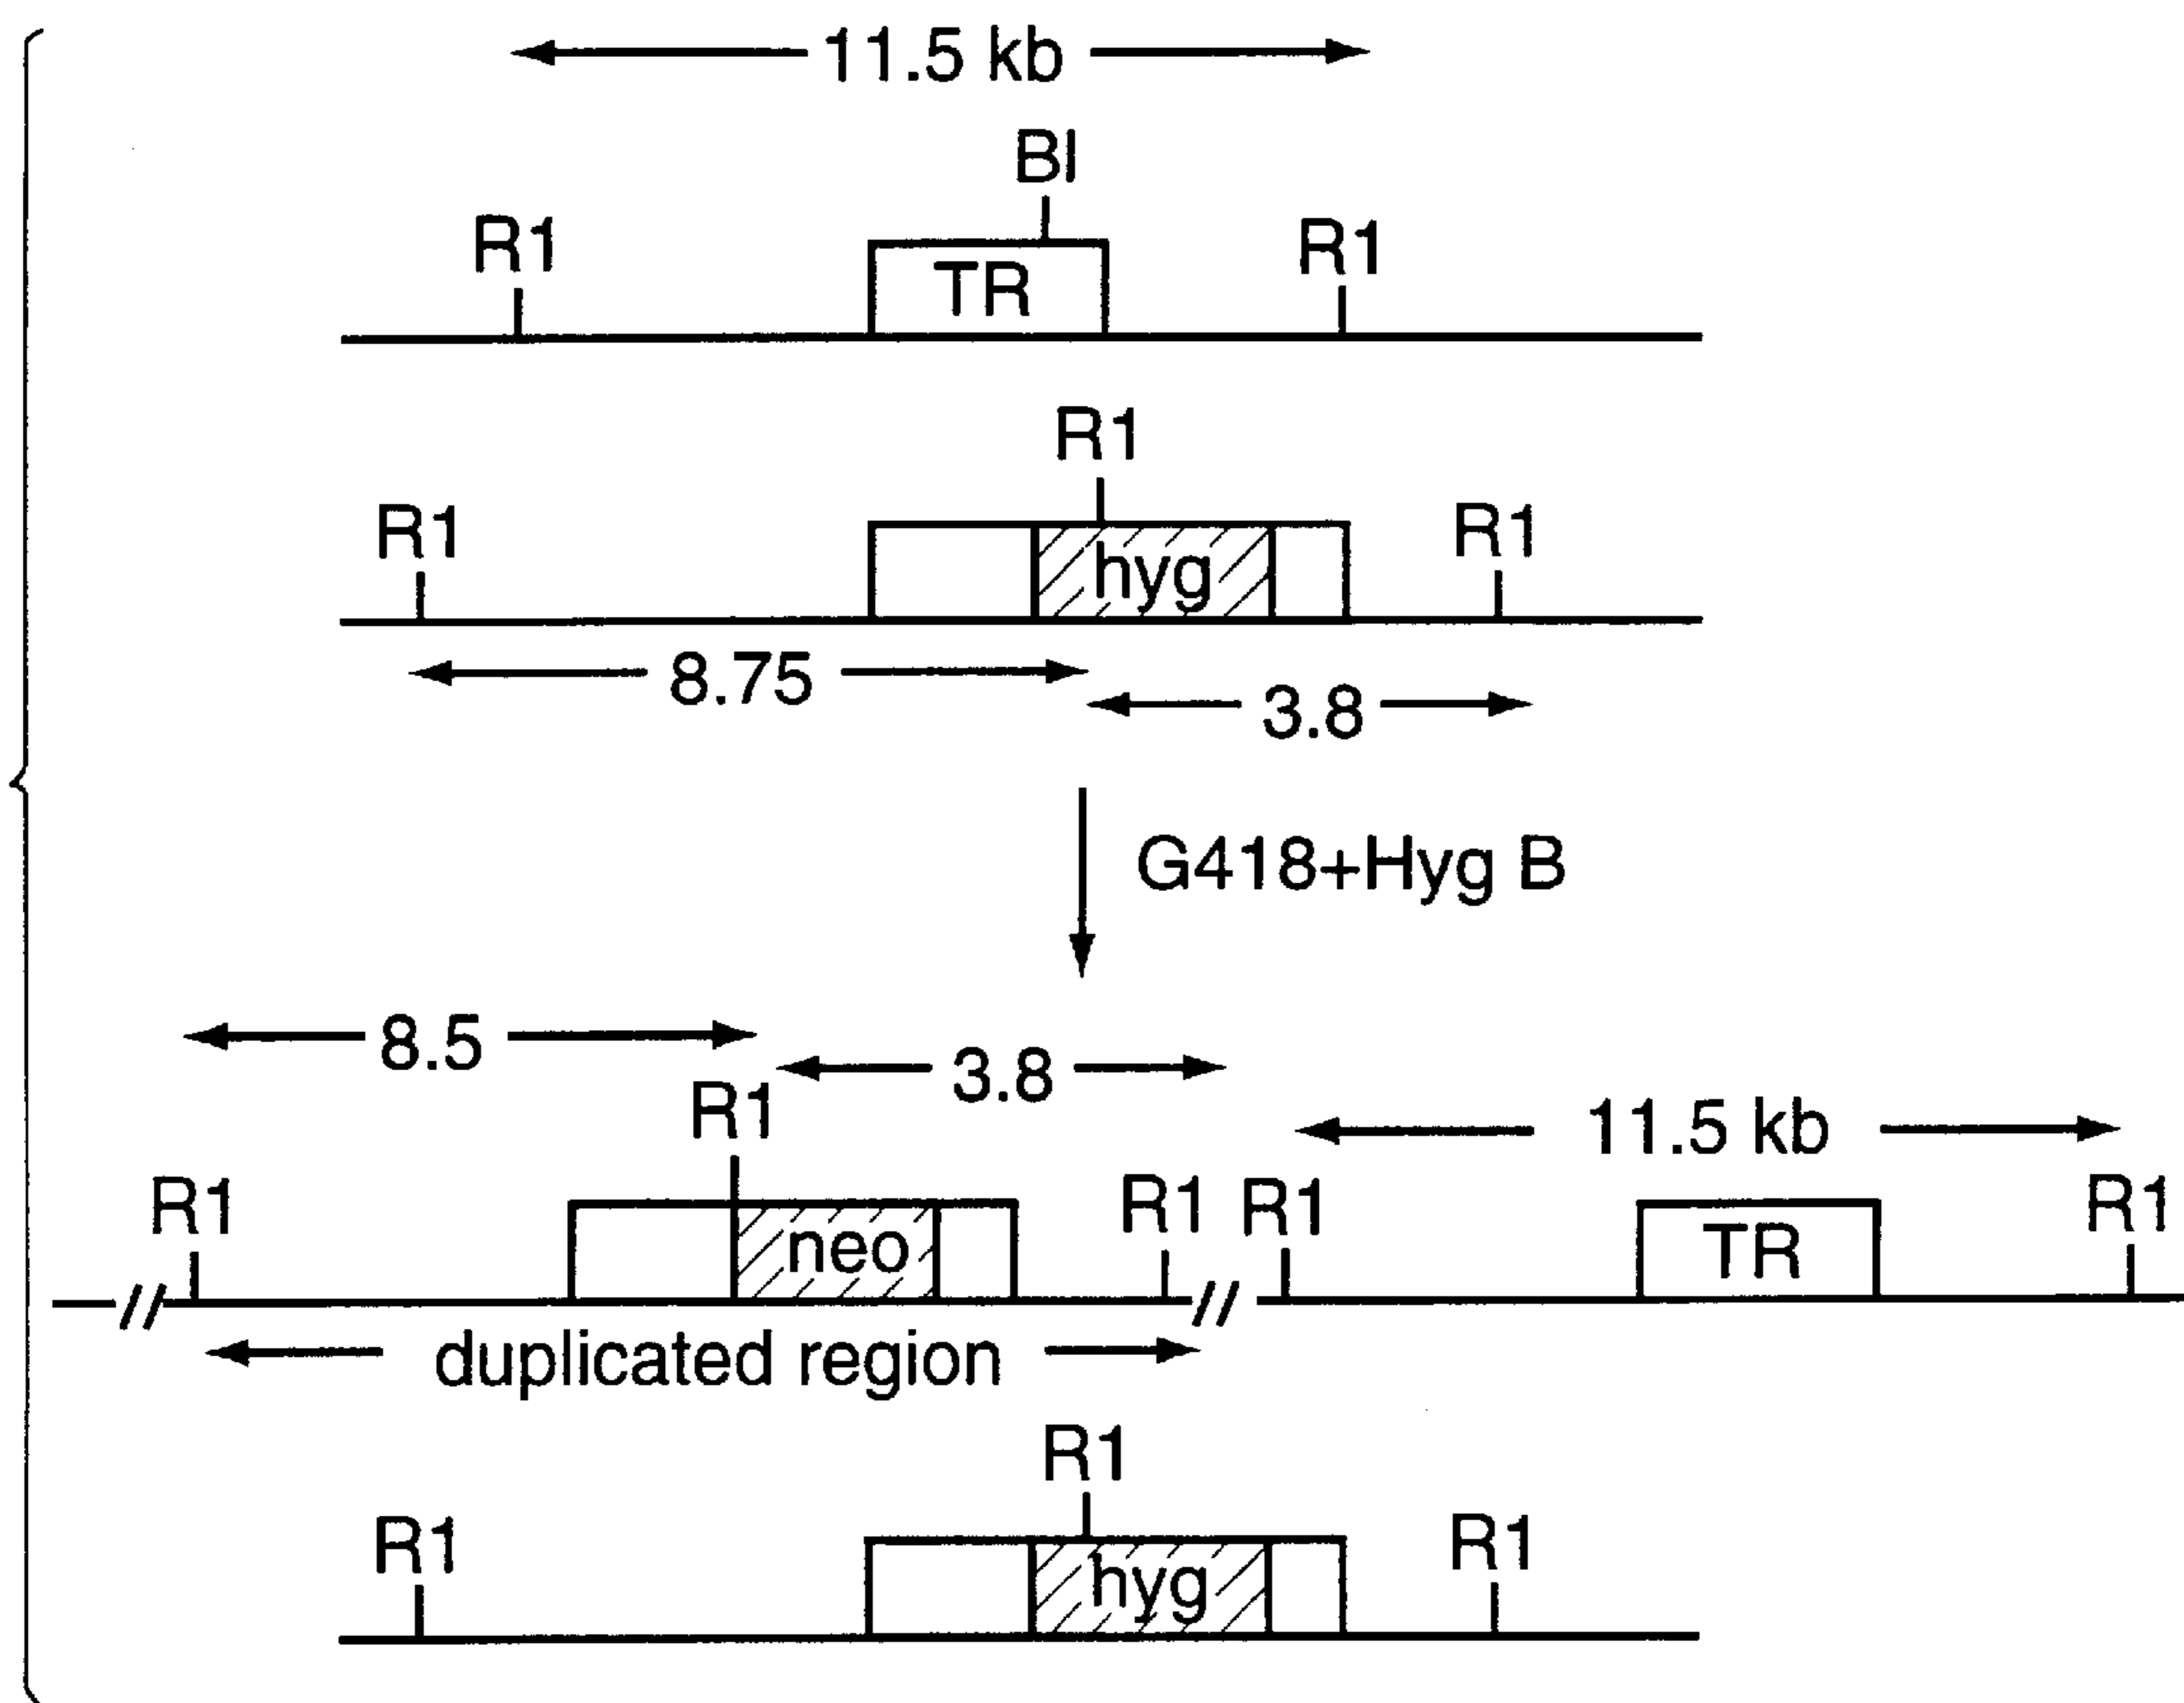 11.5 kb
BI
R1
R1
TR
R1
R1
R1
hyg
8.75
3.8
G418+Hyg B
8.5
3.8
R1
11.5 kb
R1
R1
R1
R1
neo
TR
//
//
duplicated region
R1
R1
R1
hyg